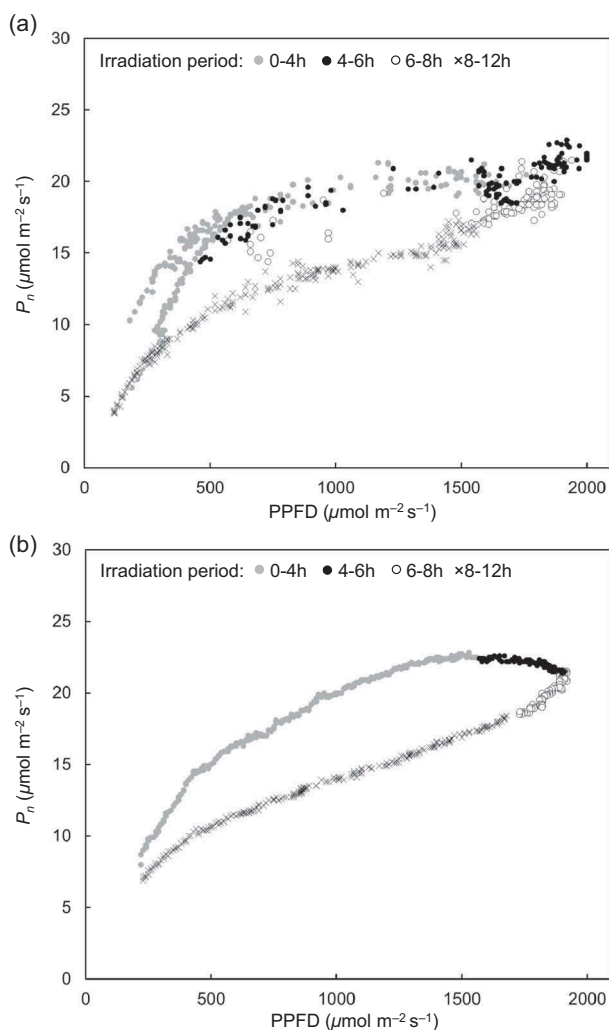 (a)
30
Irradiation period: 0-4h 4-6h 6-8h ×8-12h
25
20
15
10
5
0
Pn (µmol m–2 s–1)
0 500 1000 1500 2000
PPFD (µmol m–2 s–1)
(b)
30
Irradiation period: 0-4h 4-6h 6-8h ×8-12h
25
20
15
10
5
0
Pn (µmol m–2 s–1)
0 500 1000 1500 2000
PPFD (µmol m–2 s–1)